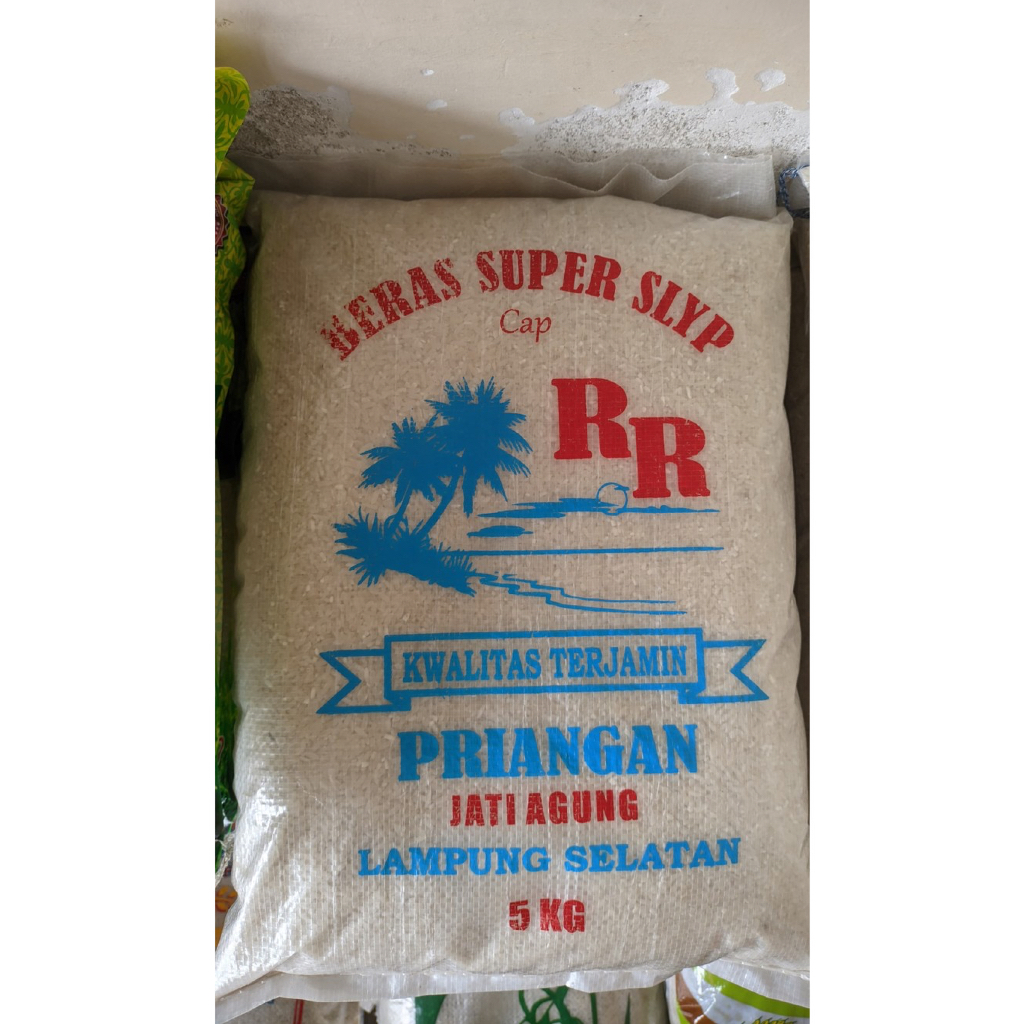 BERAS SUPER SLYP
Cap
RR
KWALITAS TERJAMIN
PRIANGAN
JATI AGUNG
LAMPUNG SELATAN
5 KG